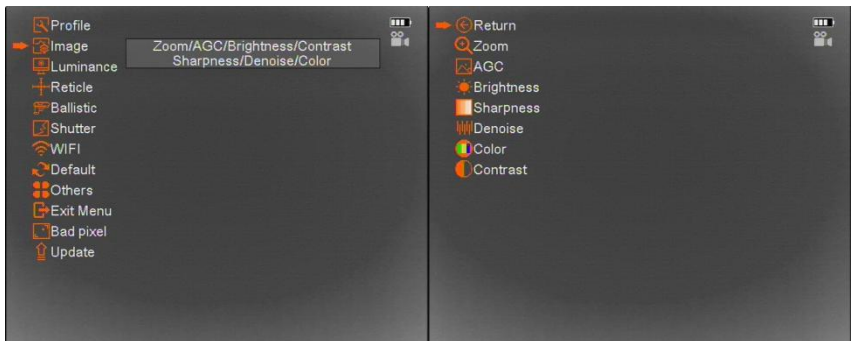 Profile
Image
Zoom/AGC/Brightness/Contrast
Sharpness/Denoise/Color
Luminance
Reticle
Ballistic
Shutter
WIFI
Default
Others
Exit Menu
Bad pixel
Update
Return
Zoom
AGC
Brightness
Sharpness
Denoise
Color
Contrast